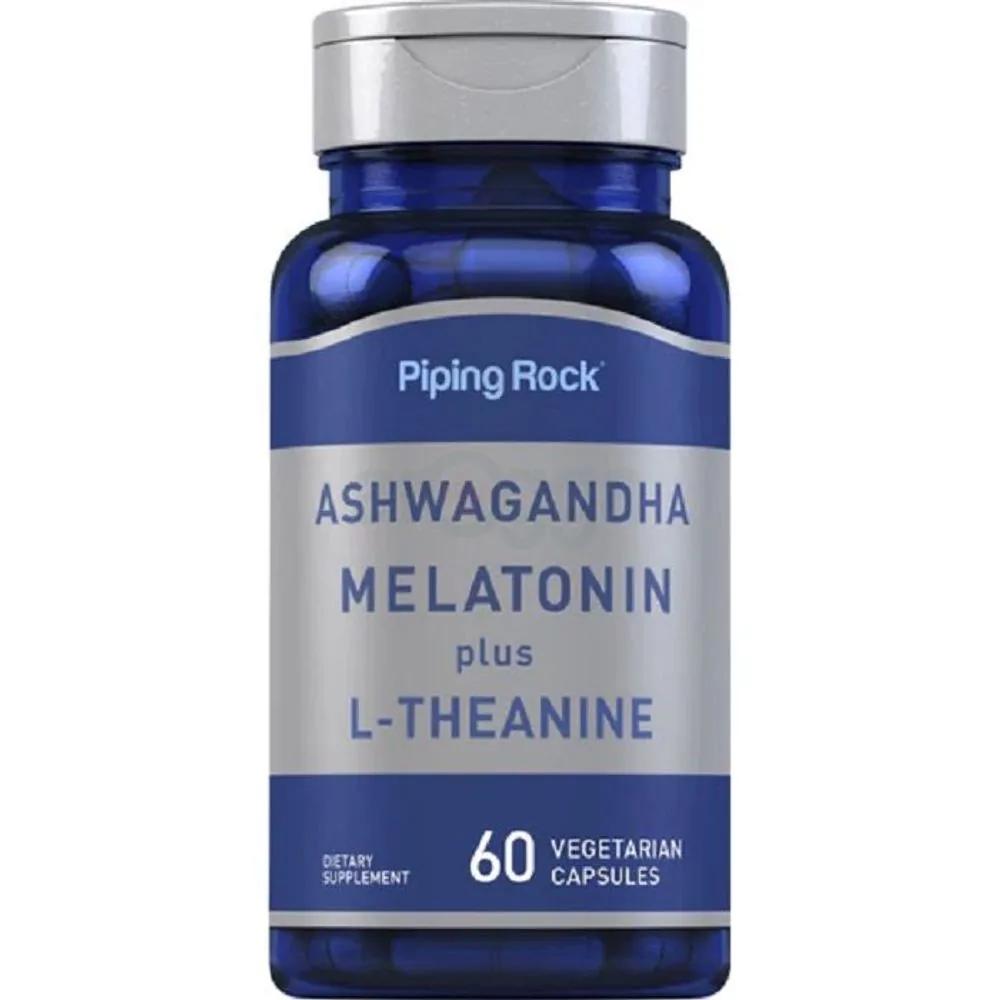 Piping Rock®
ASHWAGANDHA
MELATONIN
plus
L-THEANINE
DIETARY
SUPPLEMENT
60 VEGETARIAN
CAPSULES